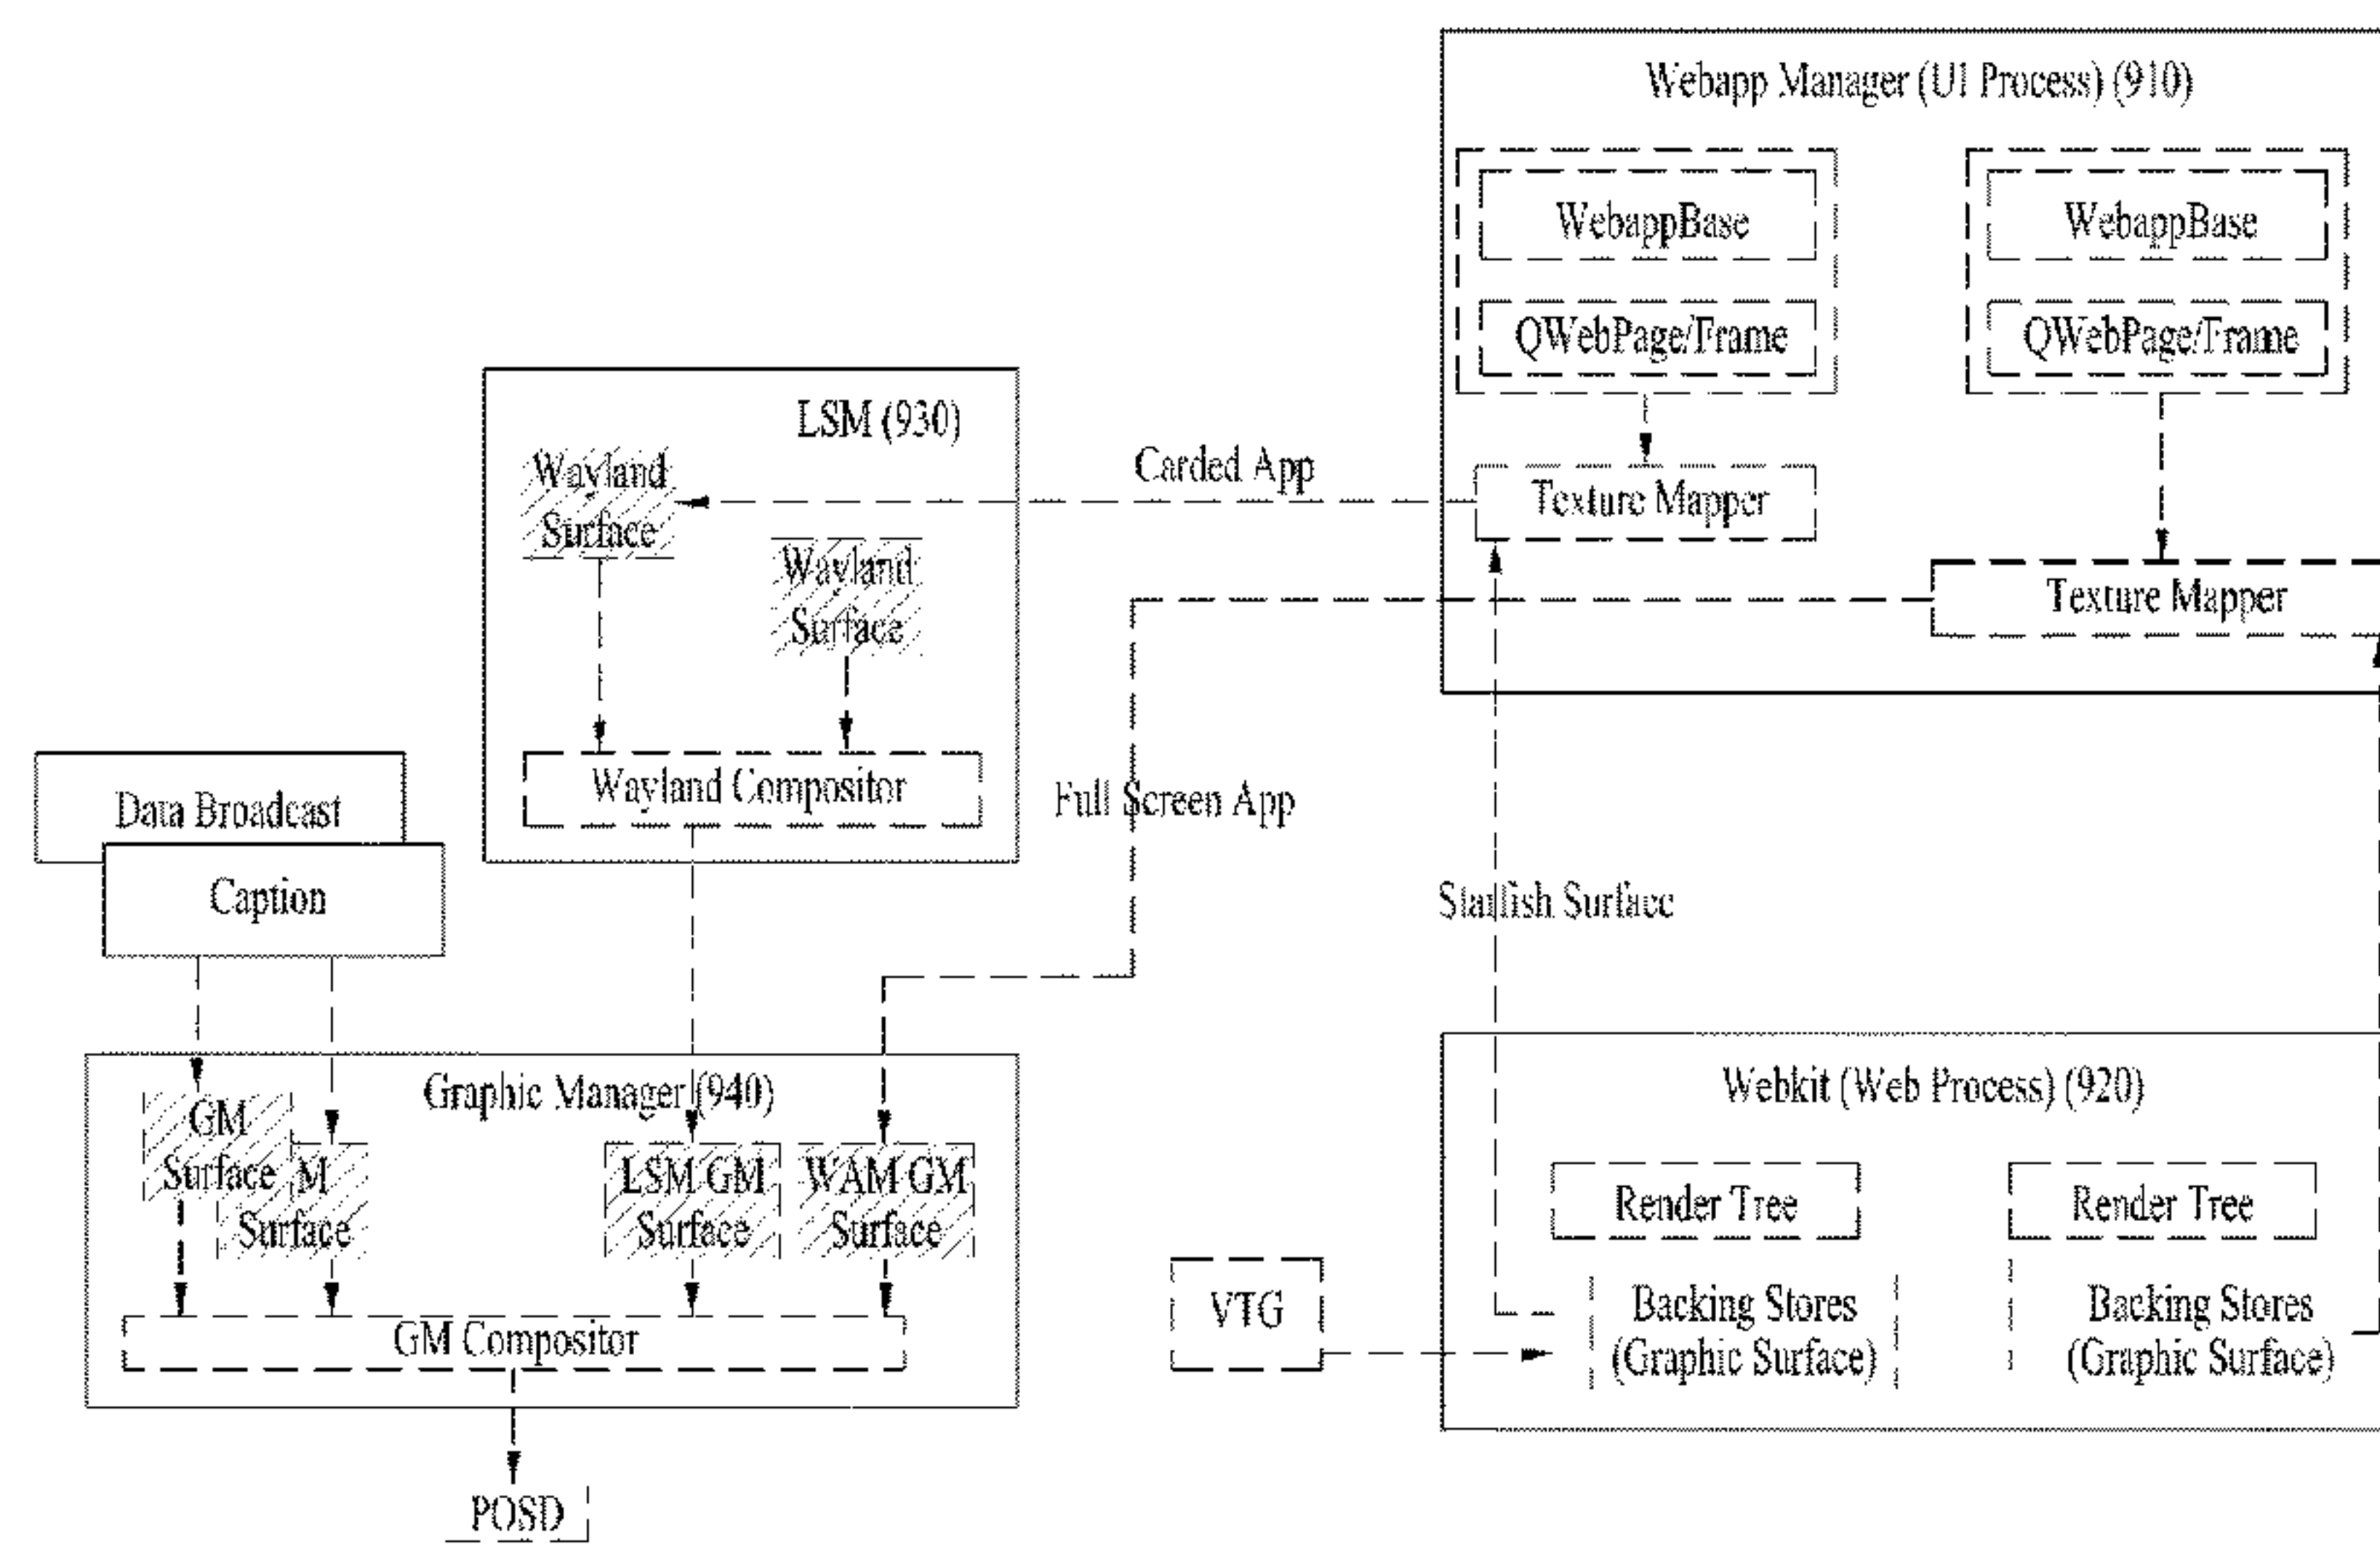 Webapp Manager (UI Process) (910)
WebappBase
WebappBase
QWebPage/Frame
QWebPage/Frame
Texture Mapper
Texture Mapper
LSM (930)
Wayland
Surface
Wayland
Surface
Wayland Compositor
Carded App
Full Screen App
Starfish Surface
Data Broadcast
Caption
Graphic Manager (940)
GM
Surface
M
Surface
LSM GM
Surface
WAM GM
Surface
GM Compositor
POSD
VTG
Webkit (Web Process) (920)
Render Tree
Render Tree
Backing Stores
(Graphic Surface)
Backing Stores
(Graphic Surface)